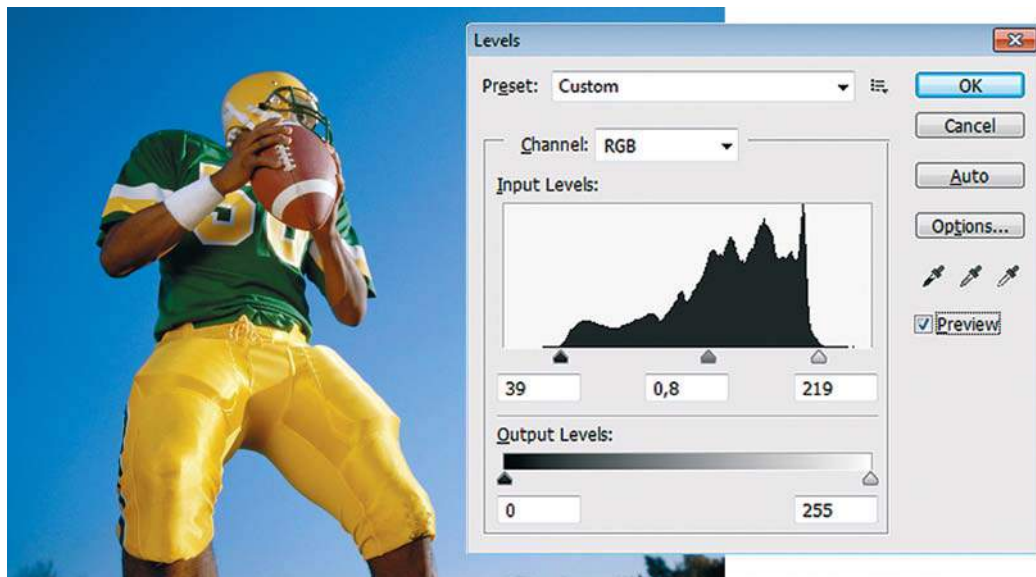 Levels
Preset: Custom
OK
Cancel
Channel: RGB
Auto
Input Levels:
Options...
Preview
39 0,8 219
Output Levels:
0 255